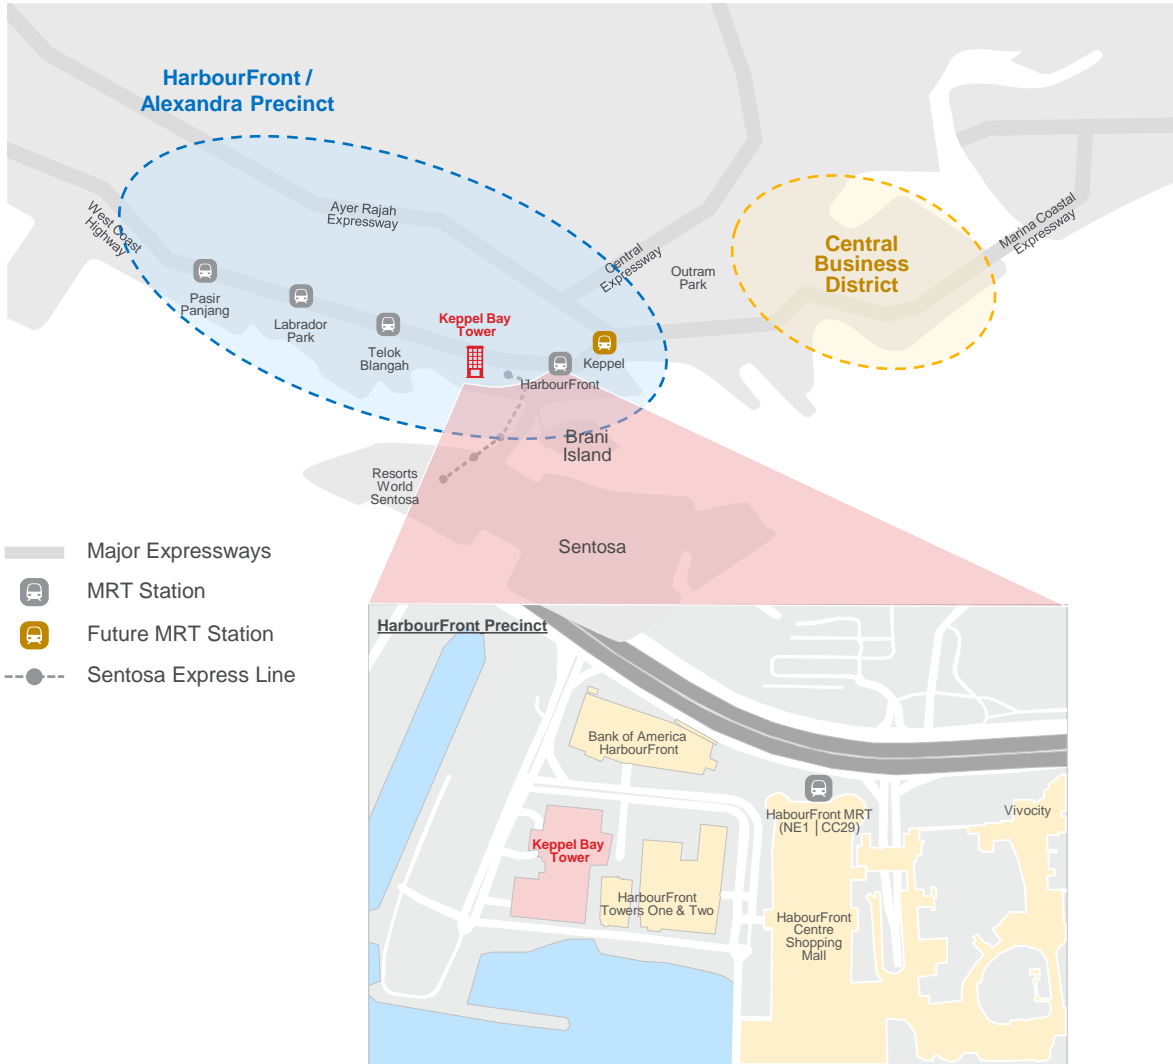 HarbourFront /
Alexandra Precinct
Ayer Rajah
Expressway
West Coast
Highway
Central
Expressway
Outram
Park
Central
Business
District
Marina Coastal
Expressway
Pasir
Panjang
Labrador
Park
Telok
Blangah
Keppel Bay
Tower
HarbourFront
Keppel
Brani
Island
Resorts
World
Sentosa
Sentosa
Major Expressways
MRT Station
Future MRT Station
Sentosa Express Line
HarbourFront Precinct
Bank of America
HarbourFront
HabourFront MRT
(NE1 | CC29)
Vivocity
Keppel Bay
Tower
HarbourFront
Towers One & Two
HabourFront
Centre
Shopping
Mall